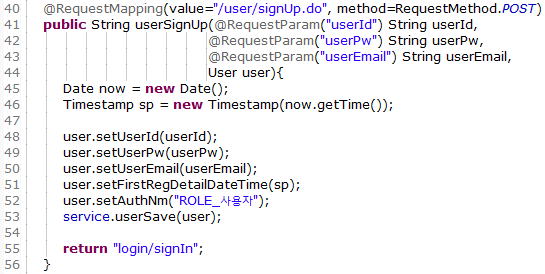 40 @RequestMapping(value="/user/signUp.do", method=RequestMethod.POST)
41 public String userSignUp(@RequestParam("userId") String userId,
42 @RequestParam("userPw") String userPw,
43 @RequestParam("userEmail") String userEmail,
44 User user){
45 Date now = new Date();
46 Timestamp sp = new Timestamp(now.getTime());
47
48 user.setUserId(userId);
49 user.setUserPw(userPw);
50 user.setUserEmail(userEmail);
51 user.setFirstRegDetailDateTime(sp);
52 user.setAuthNm("ROLE_사용자");
53 service.userSave(user);
54
55 return "login/signIn";
56 }